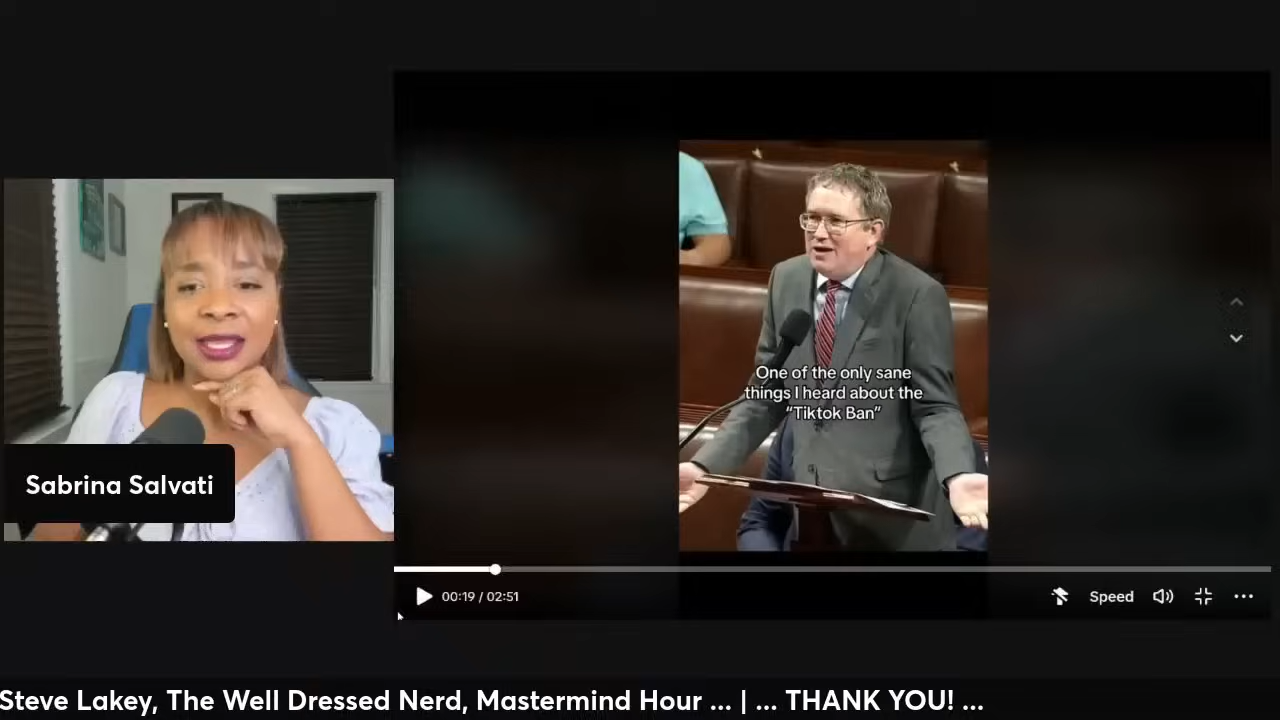 One of the only sane
things I heard about the
"Tiktok Ban"
Sabrina Salvati
00:19 / 02:51
Speed
Steve Lakey, The Well Dressed Nerd, Mastermind Hour ... | ... THANK YOU! ...